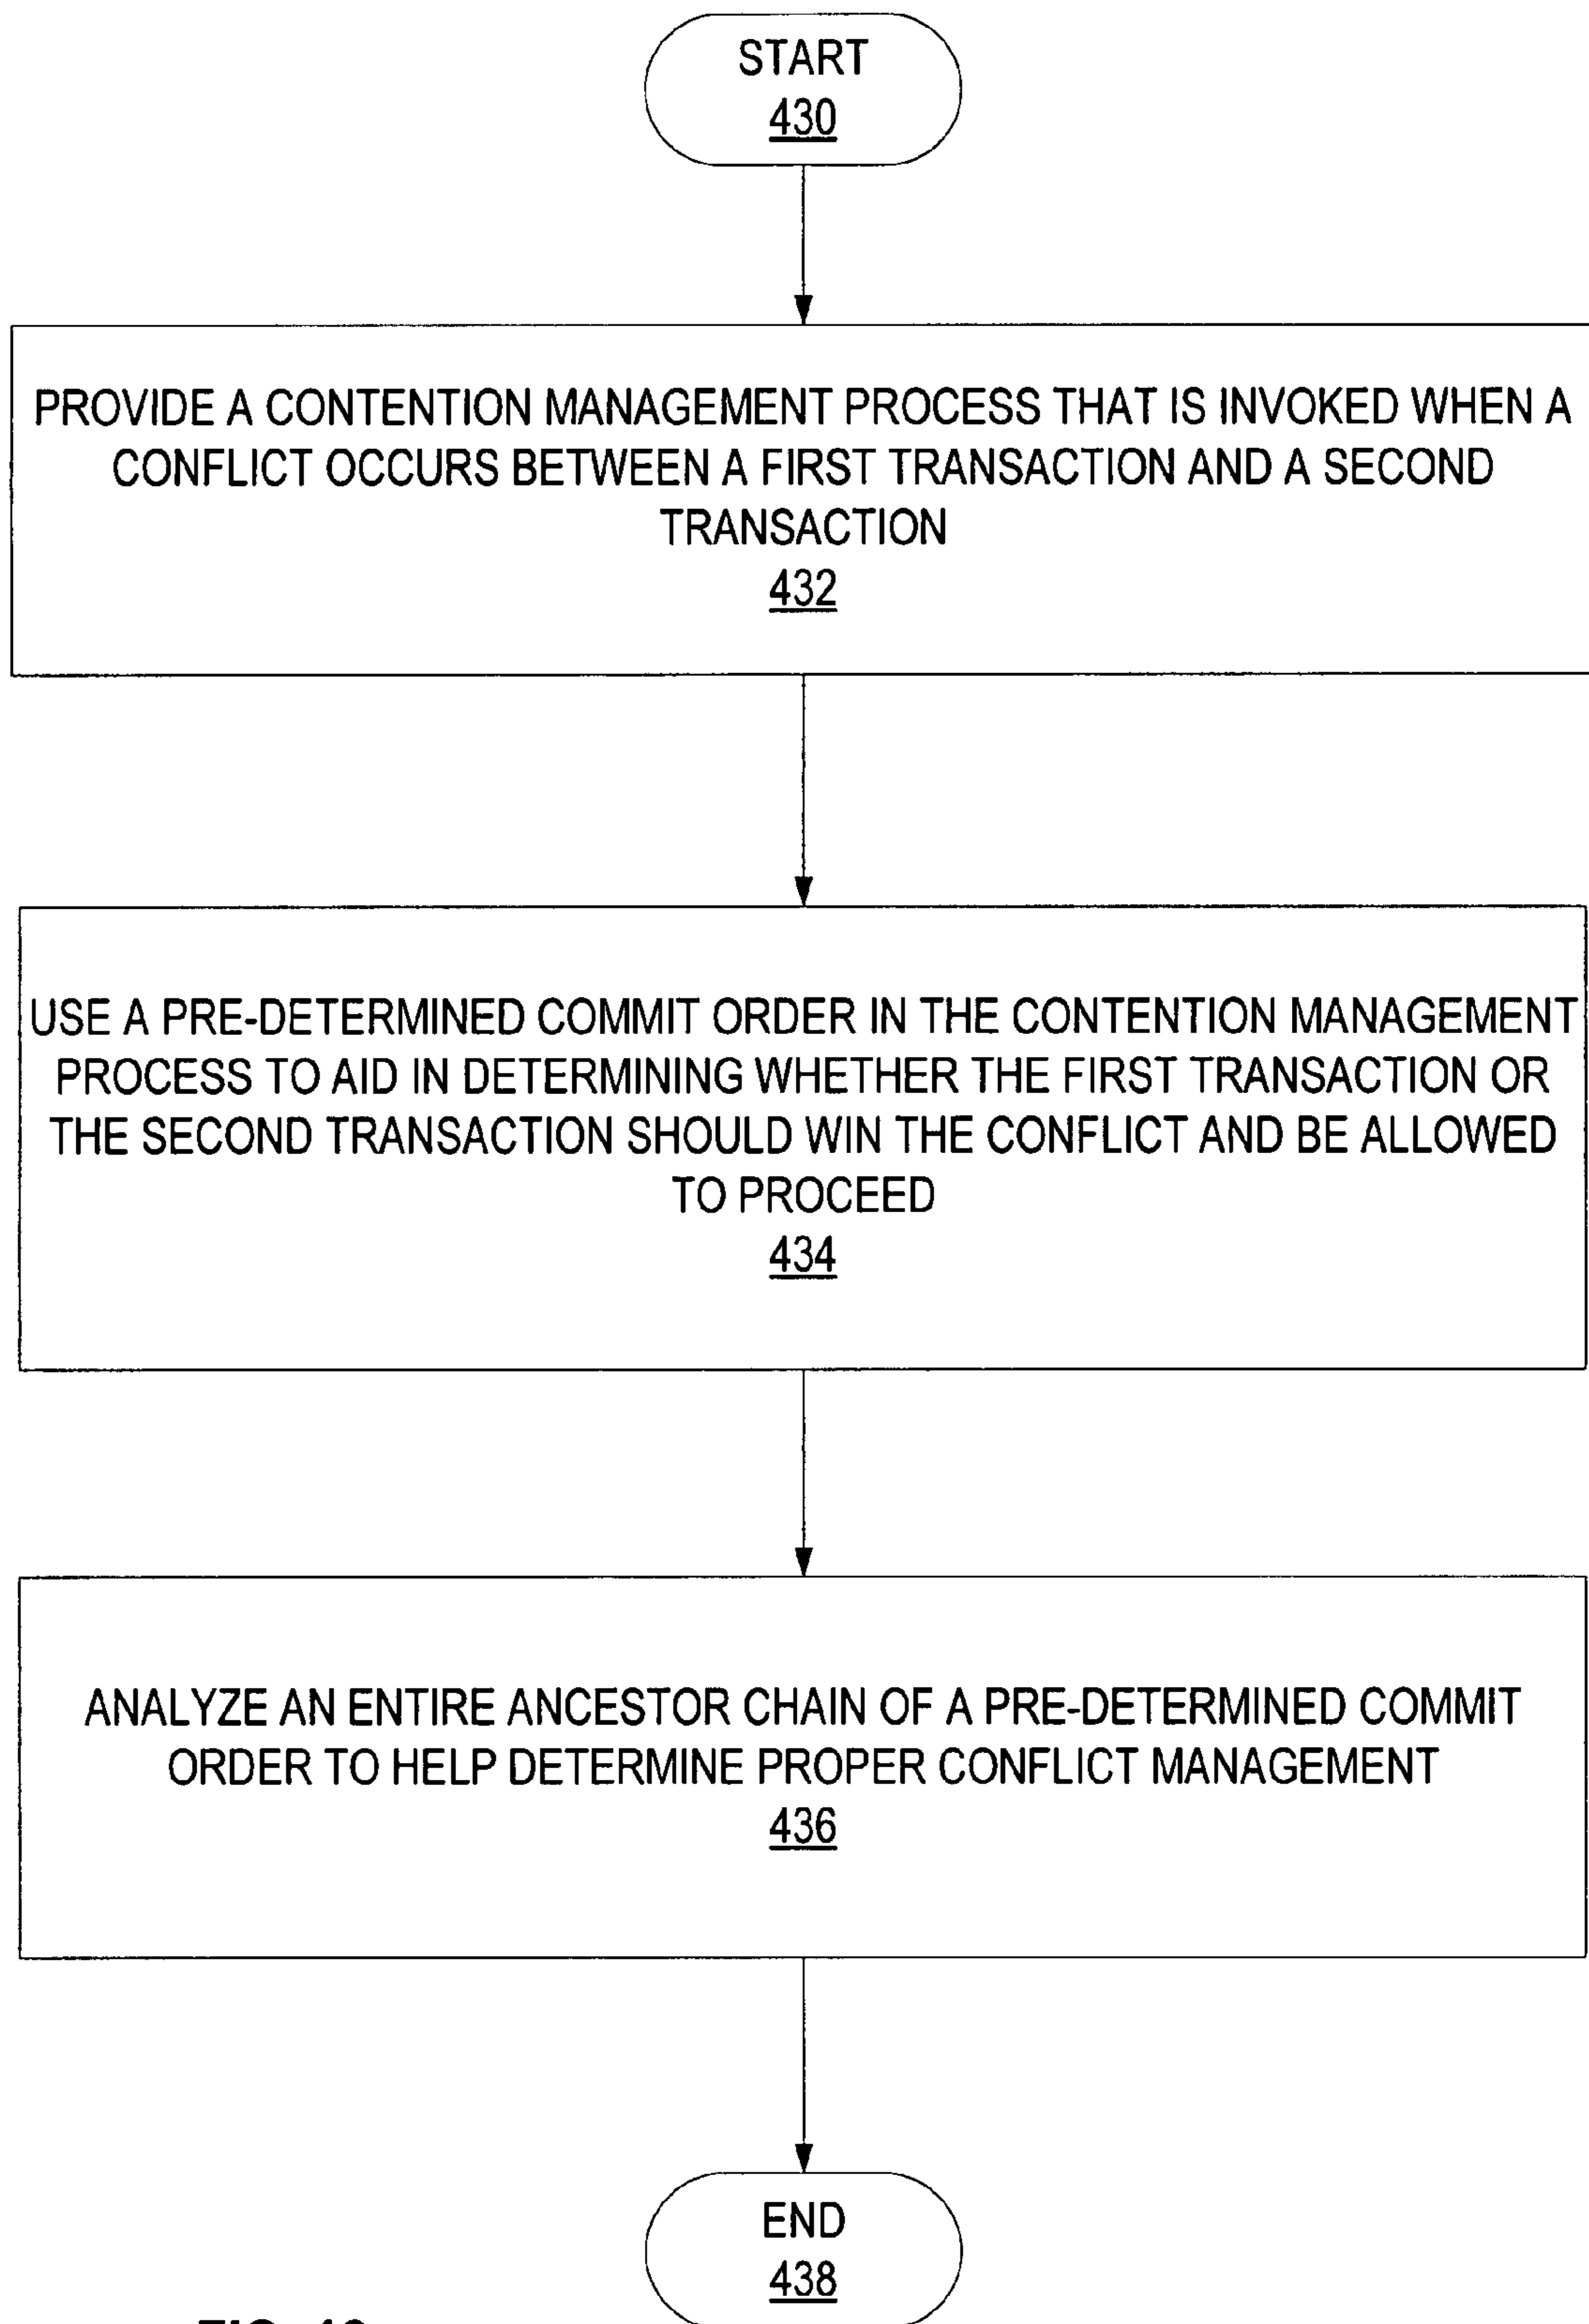 START
430
PROVIDE A CONTENTION MANAGEMENT PROCESS THAT IS INVOKED WHEN A
CONFLICT OCCURS BETWEEN A FIRST TRANSACTION AND A SECOND
TRANSACTION
432
USE A PRE-DETERMINED COMMIT ORDER IN THE CONTENTION MANAGEMENT
PROCESS TO AID IN DETERMINING WHETHER THE FIRST TRANSACTION OR
THE SECOND TRANSACTION SHOULD WIN THE CONFLICT AND BE ALLOWED
TO PROCEED
434
ANALYZE AN ENTIRE ANCESTOR CHAIN OF A PRE-DETERMINED COMMIT
ORDER TO HELP DETERMINE PROPER CONFLICT MANAGEMENT
436
END
438